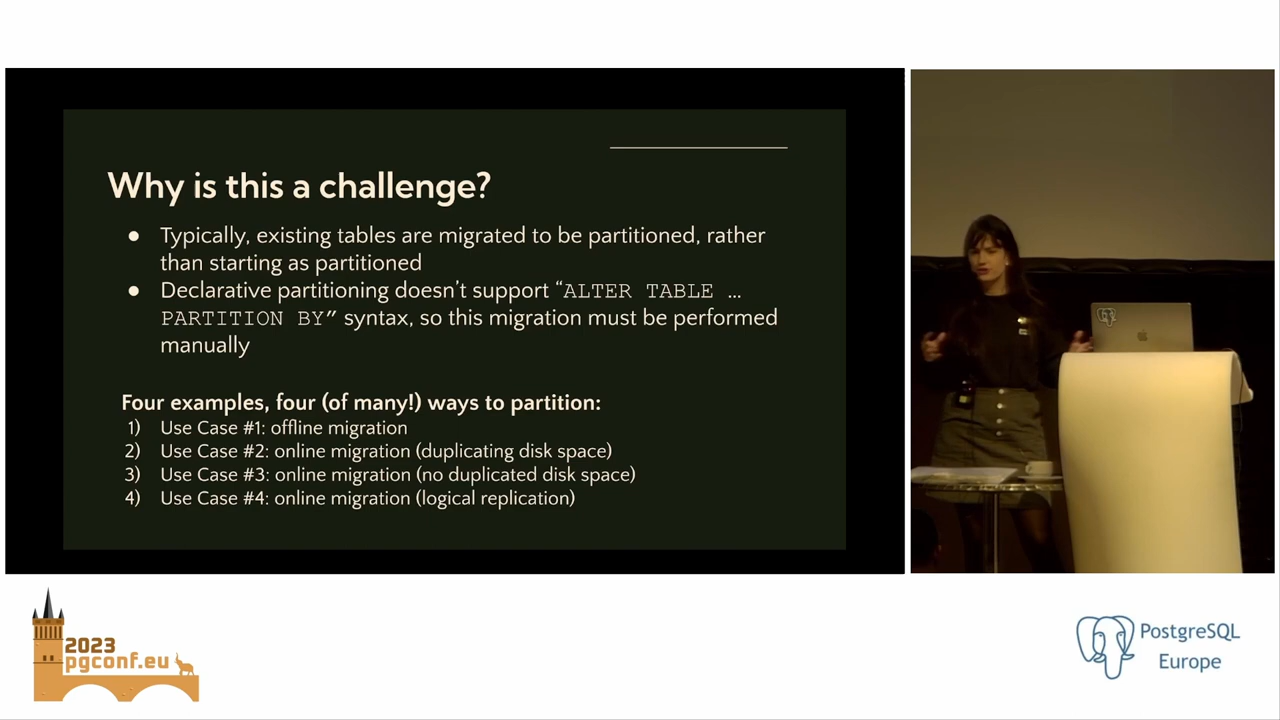 Why is this a challenge?
● Typically, existing tables are migrated to be partitioned, rather
than starting as partitioned
● Declarative partitioning doesn't support “ALTER TABLE …
PARTITION BY” syntax, so this migration must be performed
manually
Four examples, four (of many!) ways to partition:
1) Use Case #1: offline migration
2) Use Case #2: online migration (duplicating disk space)
3) Use Case #3: online migration (no duplicated disk space)
4) Use Case #4: online migration (logical replication)
2023
pgconf.eu
PostgreSQL
Europe